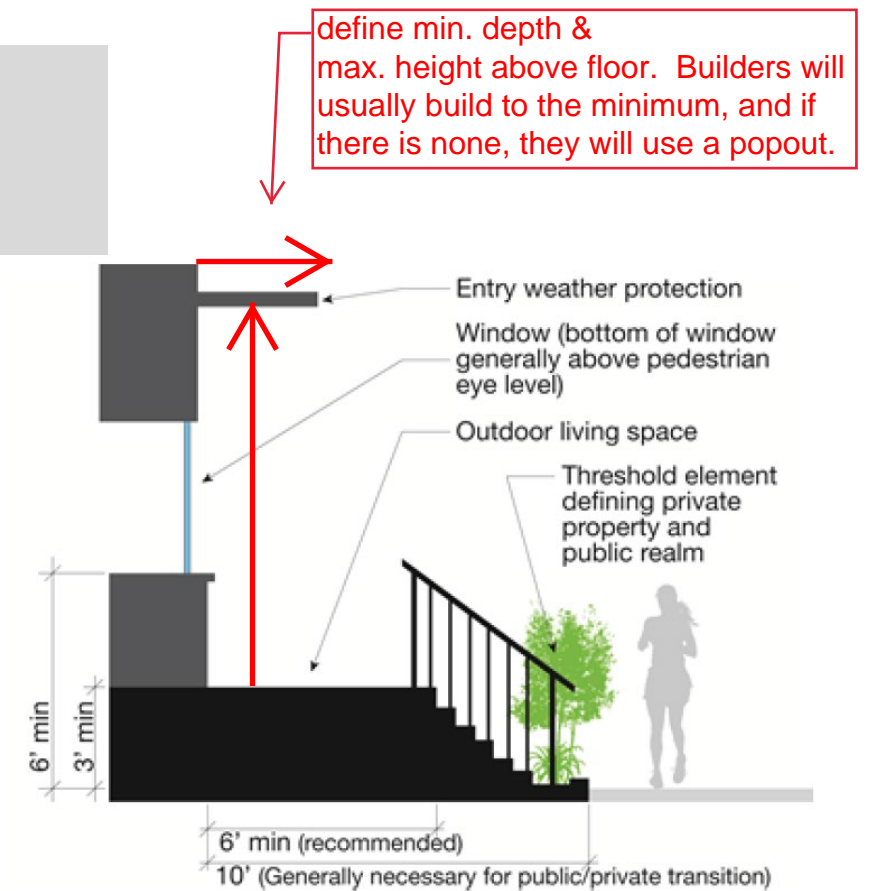 define min. depth &
max. height above floor.  Builders will
usually build to the minimum, and if
there is none, they will use a popout.
Entry weather protection
Window (bottom of window
generally above pedestrian
eye level)
Outdoor living space
Threshold element
defining private
property and
public realm
6' min
3' min
6' min (recommended)
10' (Generally necessary for public/private transition)